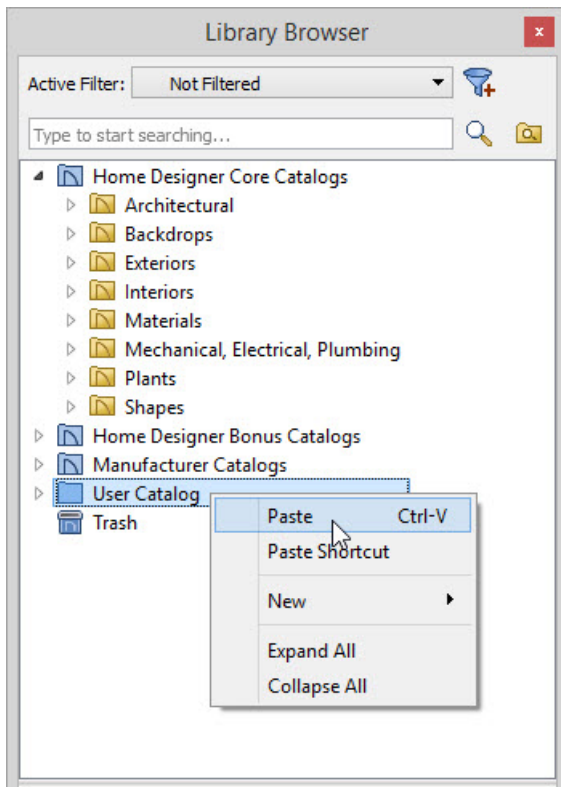 Library Browser
x
Active Filter: Not Filtered
Type to start searching...
Home Designer Core Catalogs
Architectural
Backdrops
Exteriors
Interiors
Materials
Mechanical, Electrical, Plumbing
Plants
Shapes
Home Designer Bonus Catalogs
Manufacturer Catalogs
User Catalog
Trash
Paste Ctrl-V
Paste Shortcut
New
Expand All
Collapse All